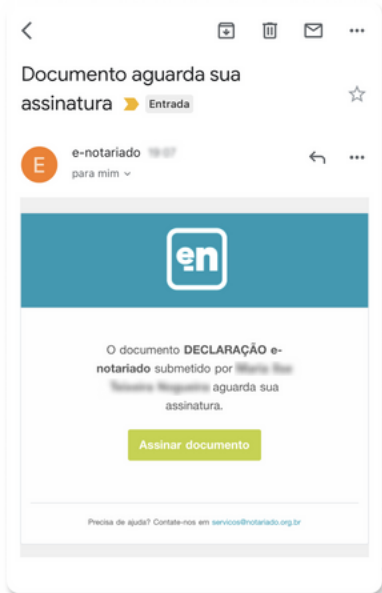 Documento aguarda sua
assinatura Entrada
e-notariado
E
para mim
en
O documento DECLARAÇÃO e-
notariado submetido por
aguarda sua
assinatura.
Assinar documento
Precisa de ajuda? Contate-nos em servicos@notariado.org.br